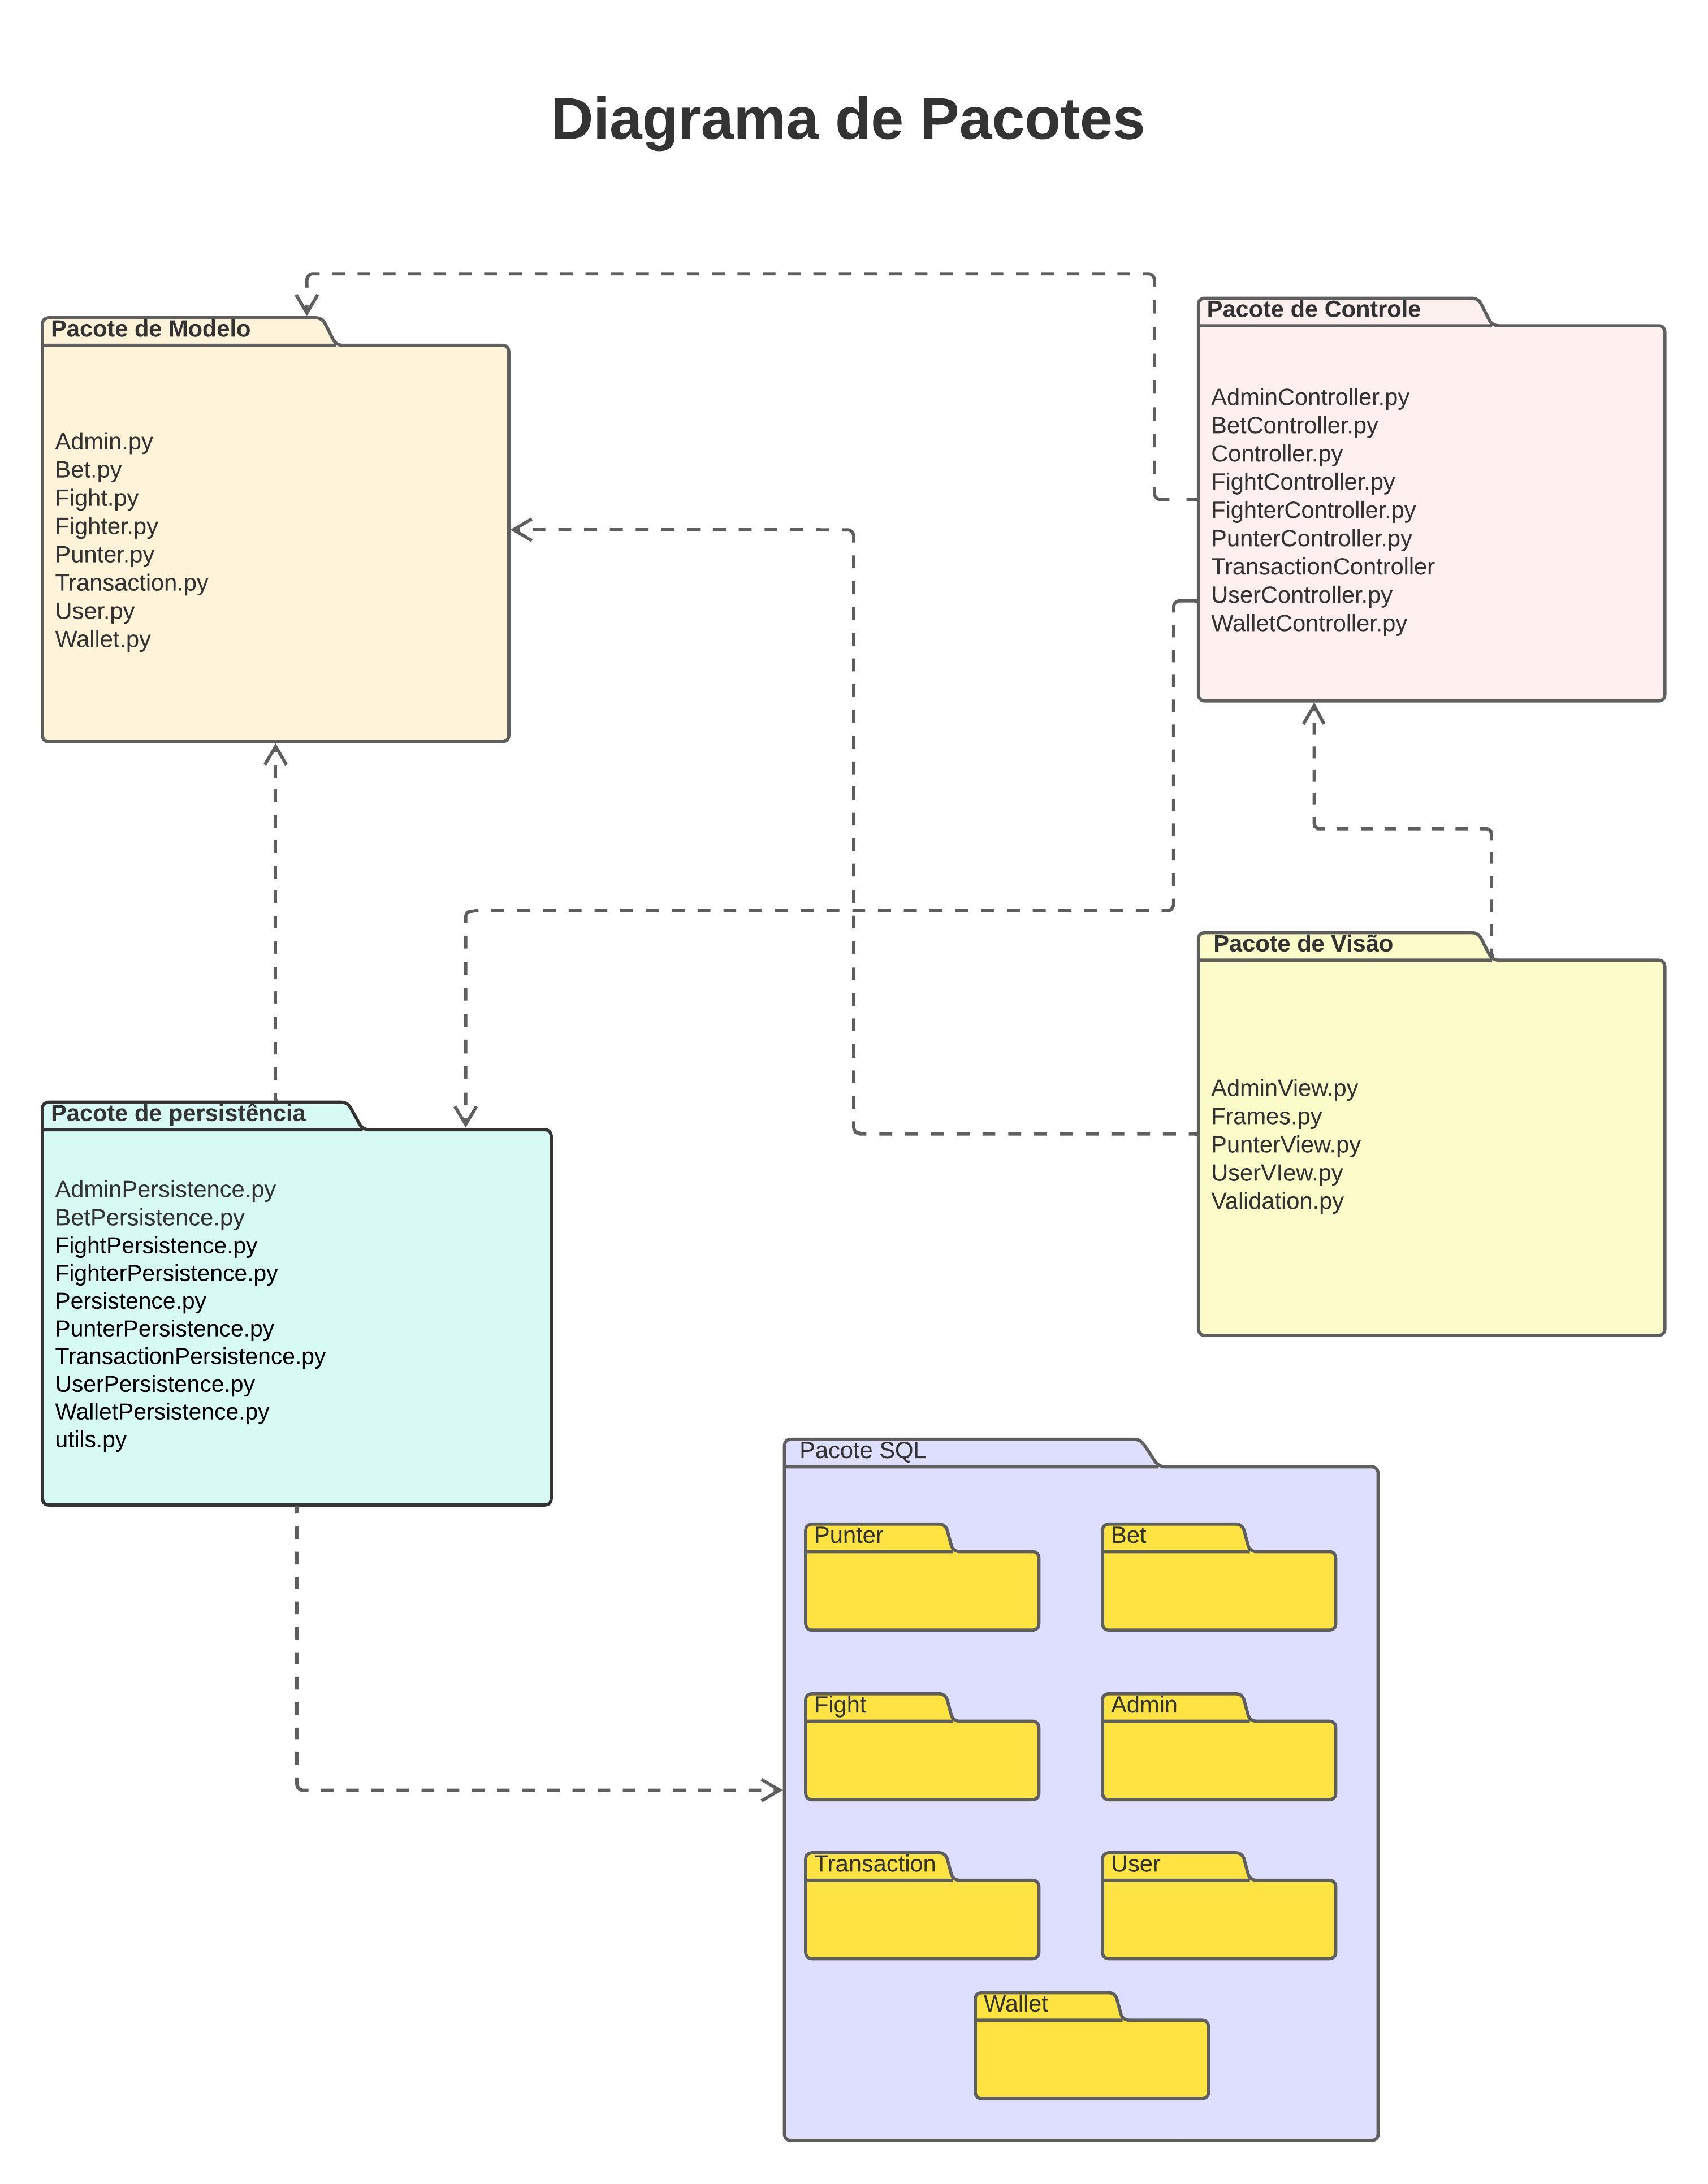 Diagrama de Pacotes
Pacote de Modelo
Admin.py
Bet.py
Fight.py
Fighter.py
Punter.py
Transaction.py
User.py
Wallet.py
Pacote de Controle
AdminController.py
BetController.py
Controller.py
FightController.py
FighterController.py
PunterController.py
TransactionController
UserController.py
WalletController.py
Pacote de Visão
AdminView.py
Frames.py
PunterView.py
UserVIew.py
Validation.py
Pacote de persistência
AdminPersistence.py
BetPersistence.py
FightPersistence.py
FighterPersistence.py
Persistence.py
PunterPersistence.py
TransactionPersistence.py
UserPersistence.py
WalletPersistence.py
utils.py
Pacote SQL
Punter
Bet
Fight
Admin
Transaction
User
Wallet